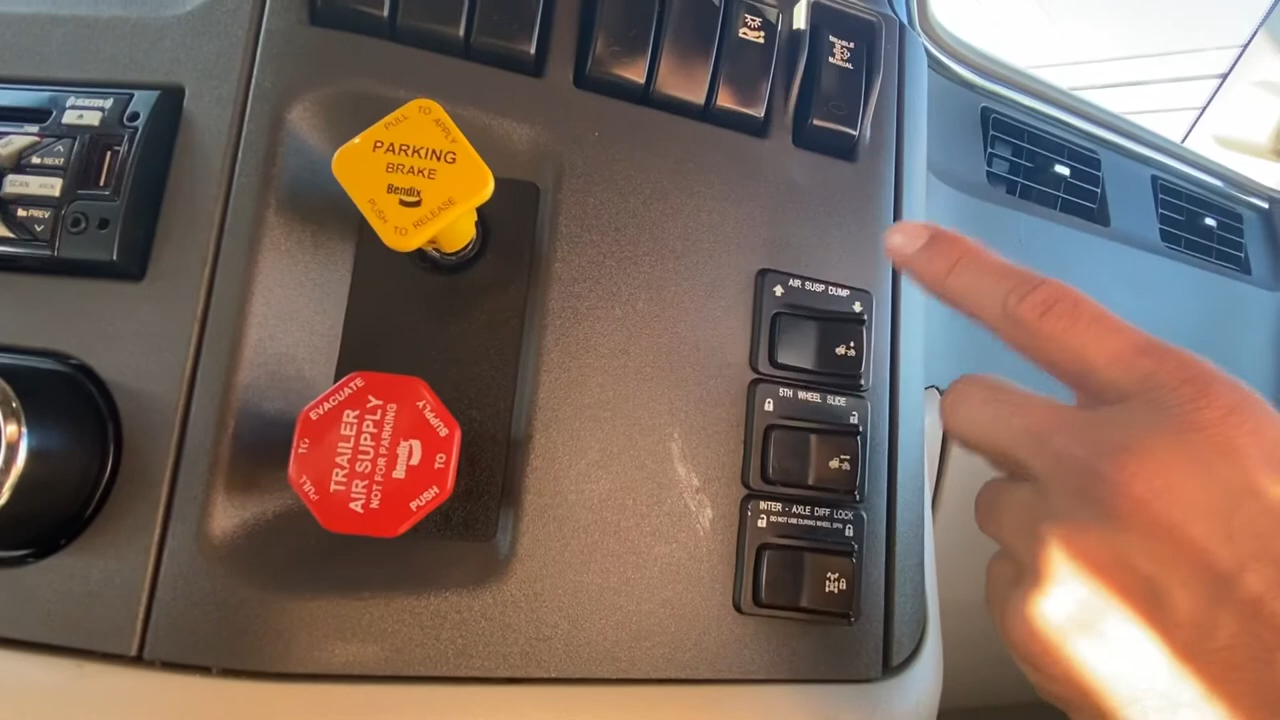 DISABLE
MANUAL
PULL TO APPLY
PARKING
BRAKE
Bendix
PUSH TO RELEASE
NEXT
SCAN
PREV
AIR SUSP DUMP
5TH WHEEL SLIDE
INTER - AXLE DIFF LOCK
DO NOT USE DURING WHEEL SPIN
PULL TO EVACUATE
TRAILER
AIR SUPPLY
NOT FOR PARKING
Bendix
PUSH TO SUPPLY